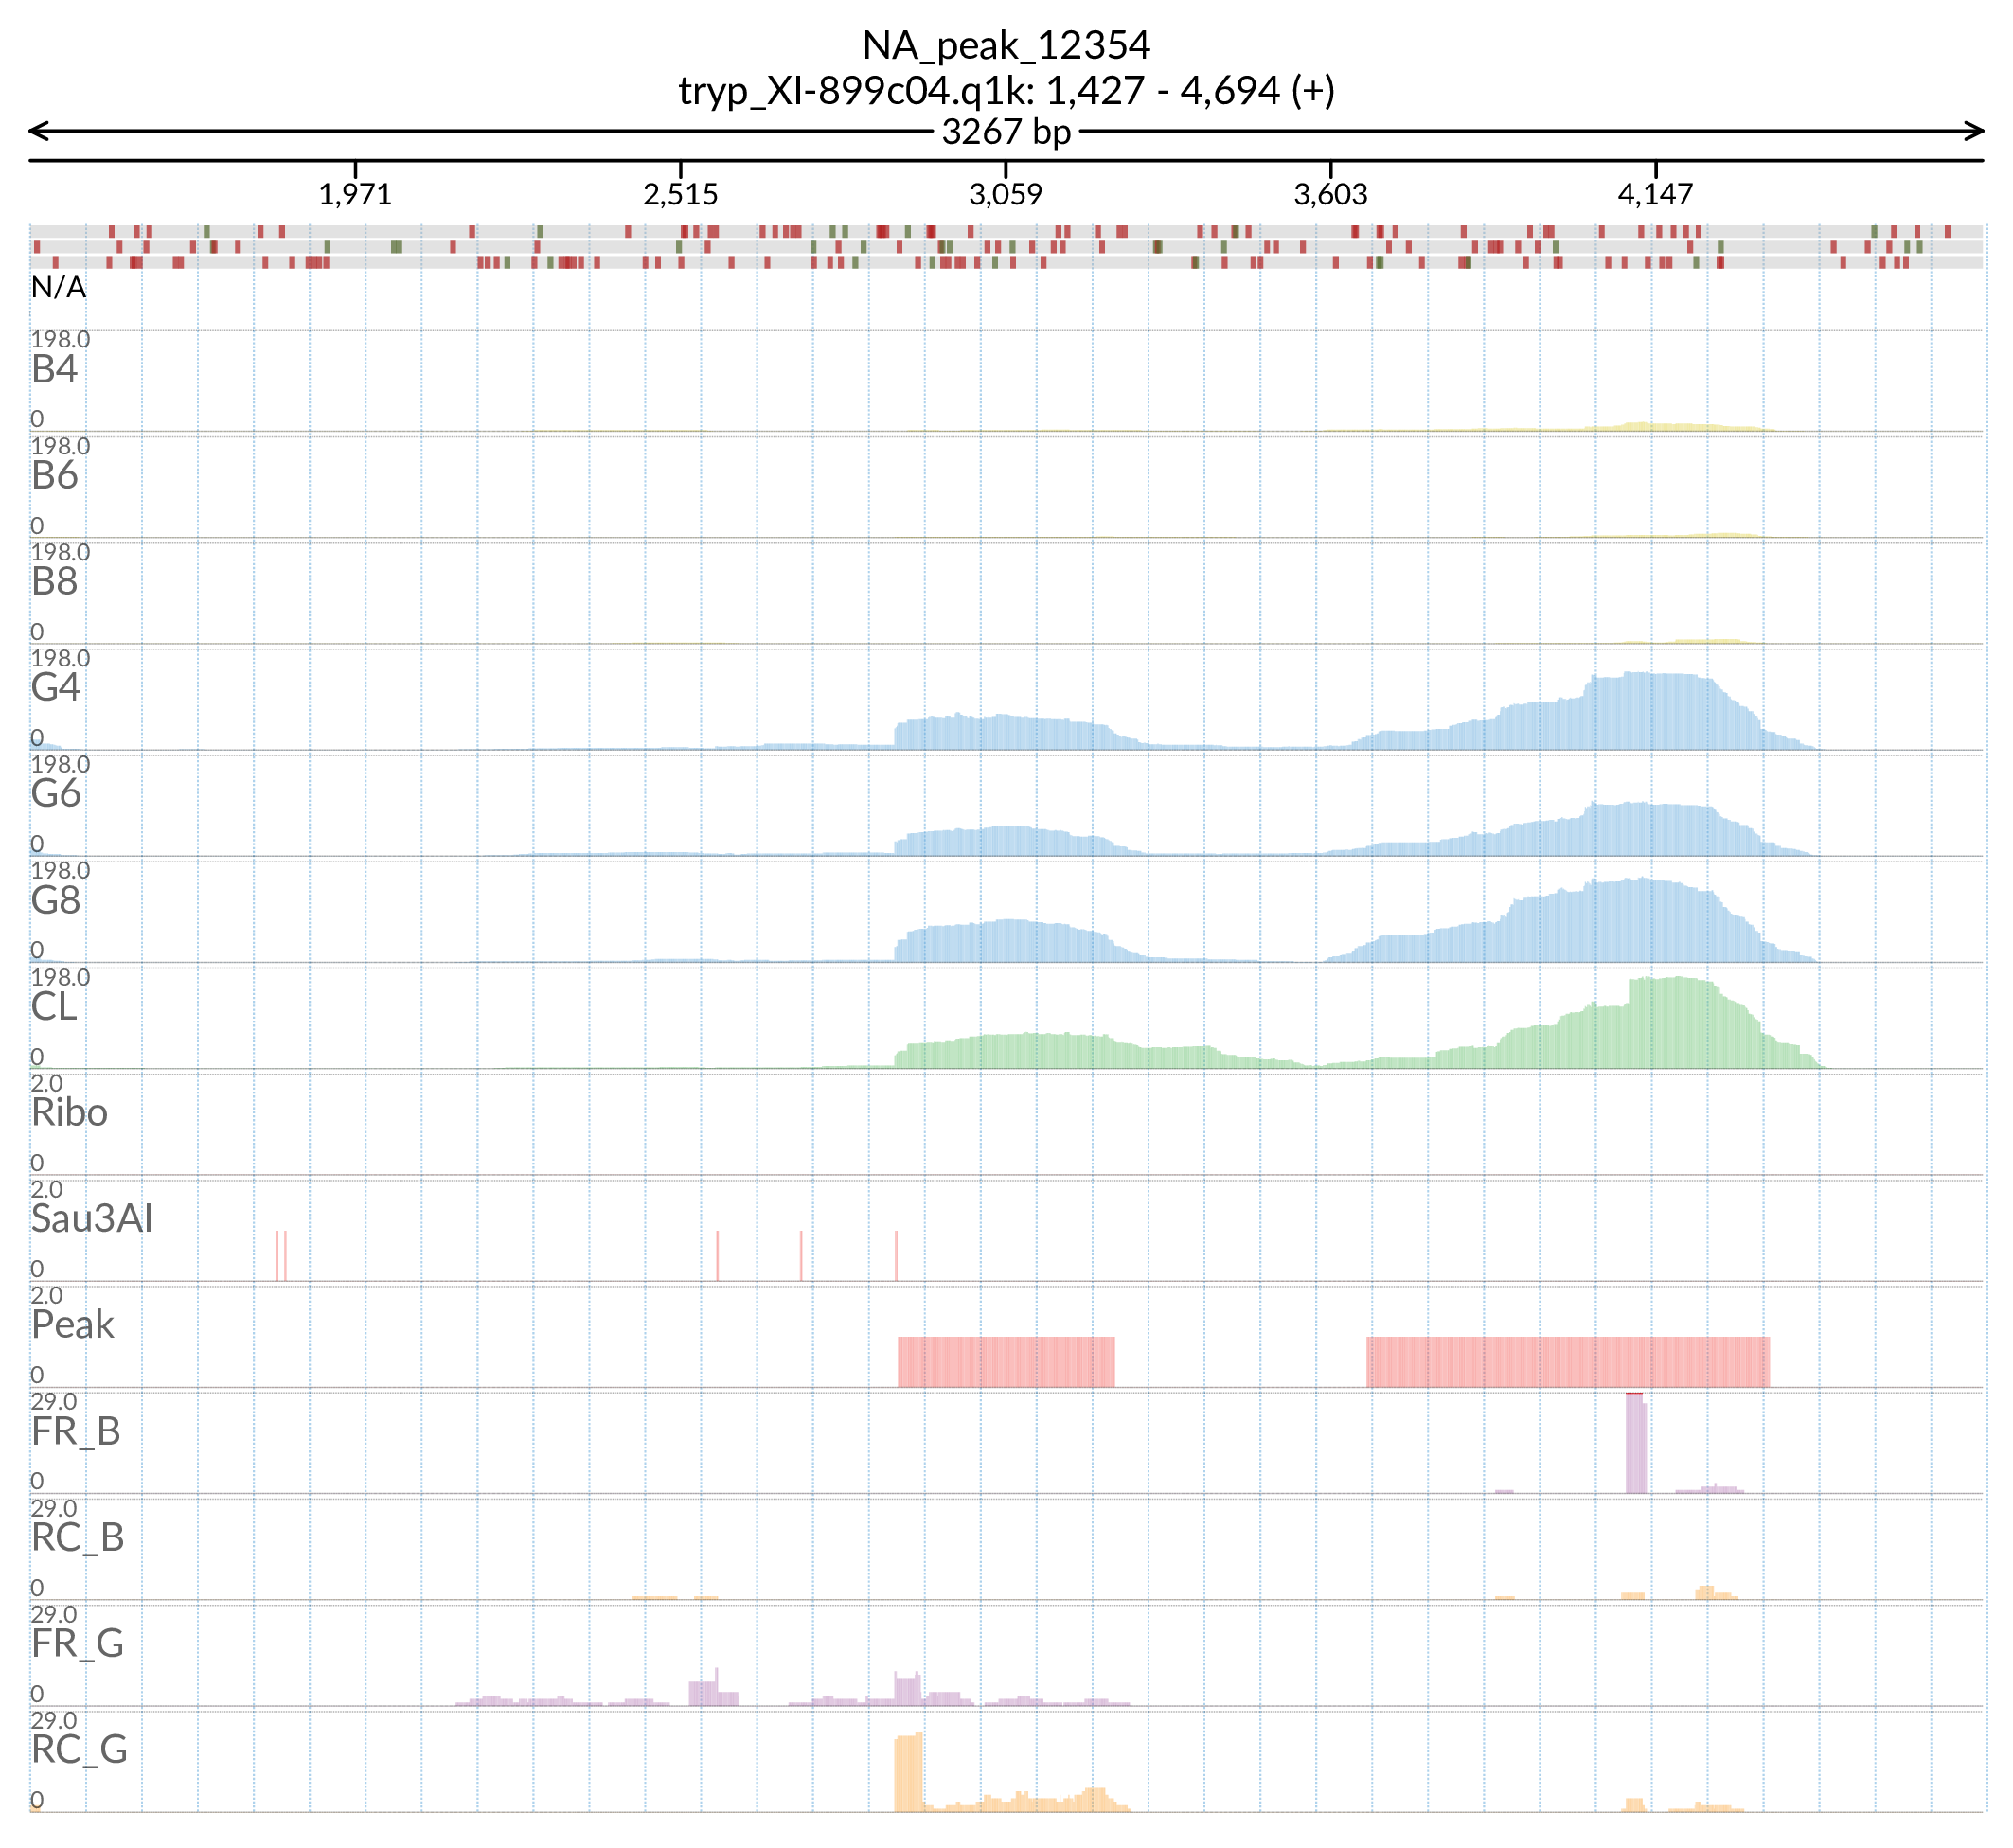 NA_peak_12354
tryp_XI-899c04.q1k: 1,427 - 4,694 (+)
3267 bp
1,971 2,515 3,059 3,603 4,147
N/A
198.0
B4
0
198.0
B6
0
198.0
B8
0
198.0
G4
0
198.0
G6
0
198.0
G8
0
198.0
CL
0
2.0
Ribo
0
2.0
Sau3AI
0
2.0
Peak
0
29.0
FR_B
0
29.0
RC_B
0
29.0
FR_G
0
29.0
RC_G
0